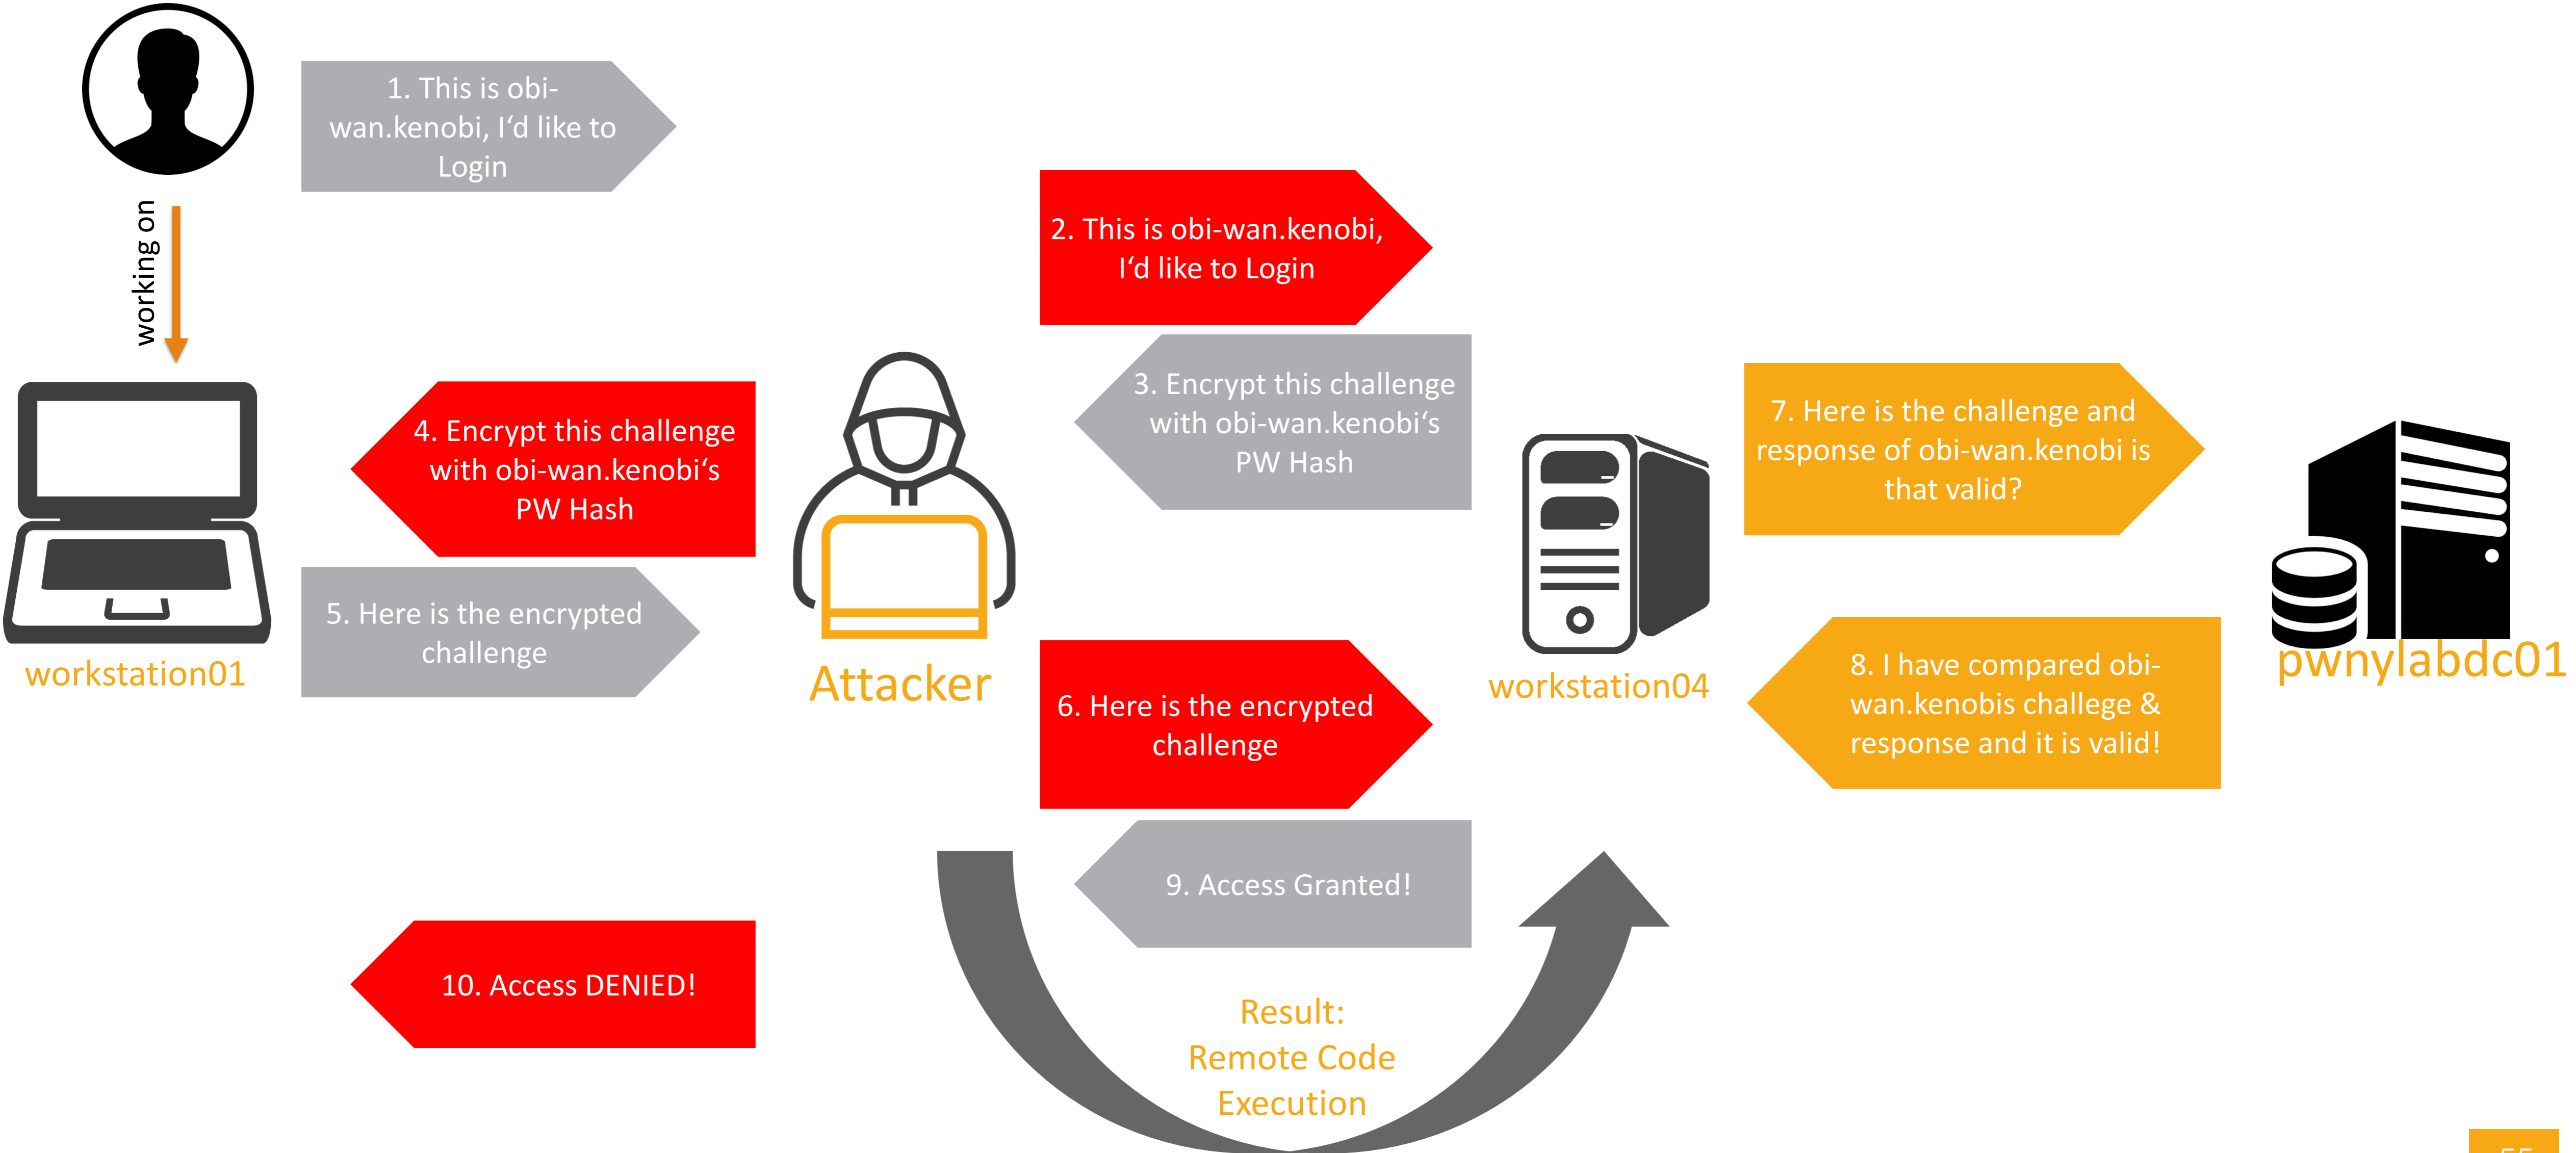 1. This is obi-
wan.kenobi, I‘d like to
Login
working on
2. This is obi-wan.kenobi,
I‘d like to Login
3. Encrypt this challenge
with obi-wan.kenobi‘s
PW Hash
4. Encrypt this challenge
with obi-wan.kenobi‘s
PW Hash
5. Here is the encrypted
challenge
workstation01
Attacker
6. Here is the encrypted
challenge
workstation04
7. Here is the challenge and
response of obi-wan.kenobi is
that valid?
8. I have compared obi-
wan.kenobis challege &
response and it is valid!
pwnylabdc01
9. Access Granted!
10. Access DENIED!
Result:
Remote Code
Execution